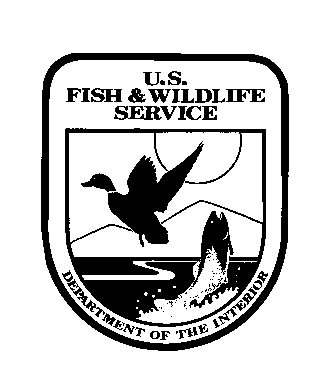 U.S.
FISH & WILDLIFE
SERVICE
DEPARTMENT OF THE INTERIOR